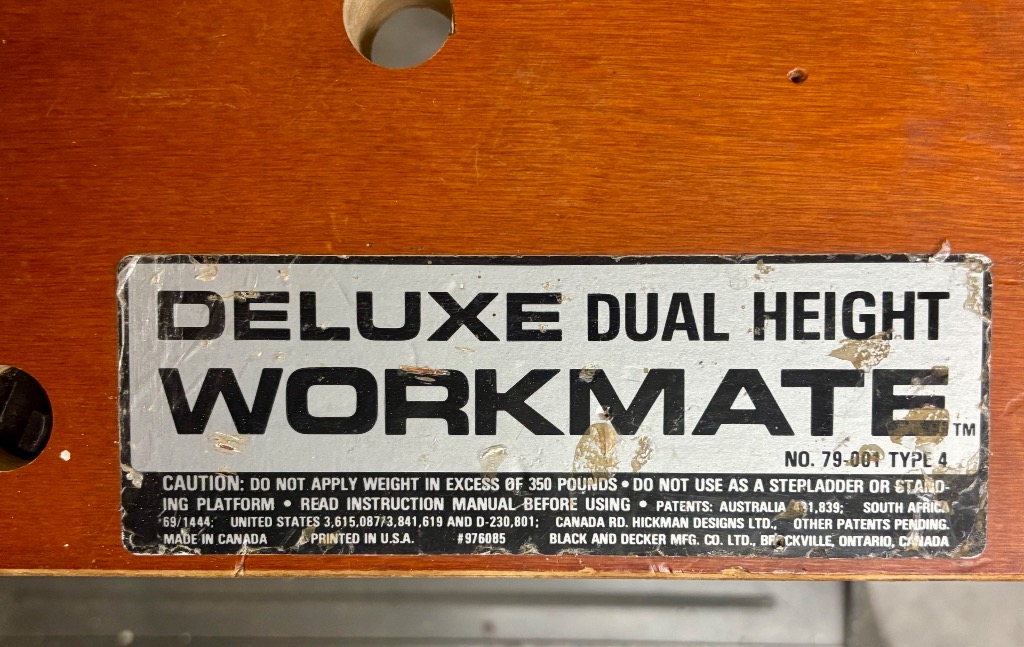 DELUXE DUAL HEIGHT
WORKMATE™
NO. 79-001 TYPE 4
CAUTION: DO NOT APPLY WEIGHT IN EXCESS OF 350 POUNDS • DO NOT USE AS A STEPLADDER OR STAND-
ING PLATFORM • READ INSTRUCTION MANUAL BEFORE USING • PATENTS: AUSTRALIA 431,839; SOUTH AFRICA
69/1444; UNITED STATES 3,615,087/3,841,619 AND D-230,801; CANADA RD. HICKMAN DESIGNS LTD., OTHER PATENTS PENDING.
MADE IN CANADA PRINTED IN U.S.A. #976085 BLACK AND DECKER MFG. CO. LTD., BROCKVILLE, ONTARIO, CANADA